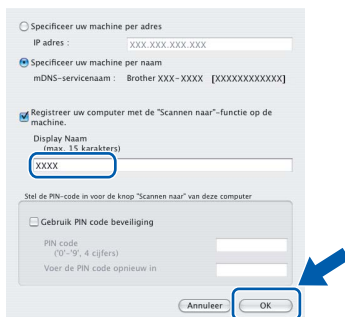 Specificeer uw machine per adres
IP adres : XXX.XXX.XXX.XXX
Specificeer uw machine per naam
mDNS-servicenaam : Brother XXX-XXXX [XXXXXXXXXXXX]
Registreer uw computer met de "Scannen naar"-functie op de
machine.
Display Naam
(max. 15 karakters)
XXXX
Stel de PIN-code in voor de knop "Scannen naar" van deze computer
Gebruik PIN code beveiliging
PIN code
('0'-'9', 4 cijfers)
Voer de PIN code opnieuw in
Annuleer OK